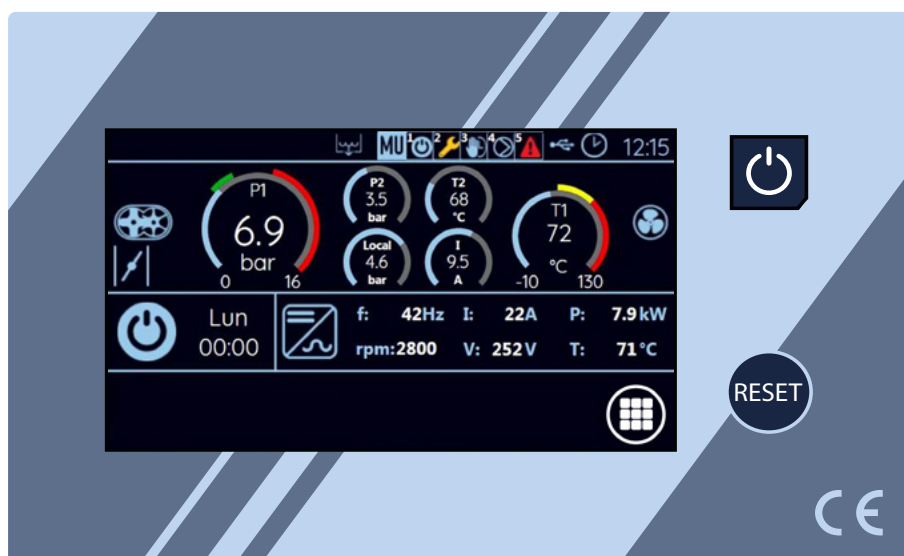 MU 1 2 3 4 5 12:15
P1
6.9
bar
0 16
P2
3.5
bar
T2
68
°C
Local
4.6
bar
I
9.5
A
T1
72
°C
-10 130
Lun
00:00
f: 42Hz I: 22A P: 7.9kW
rpm:2800 V: 252V T: 71°C
RESET
CE